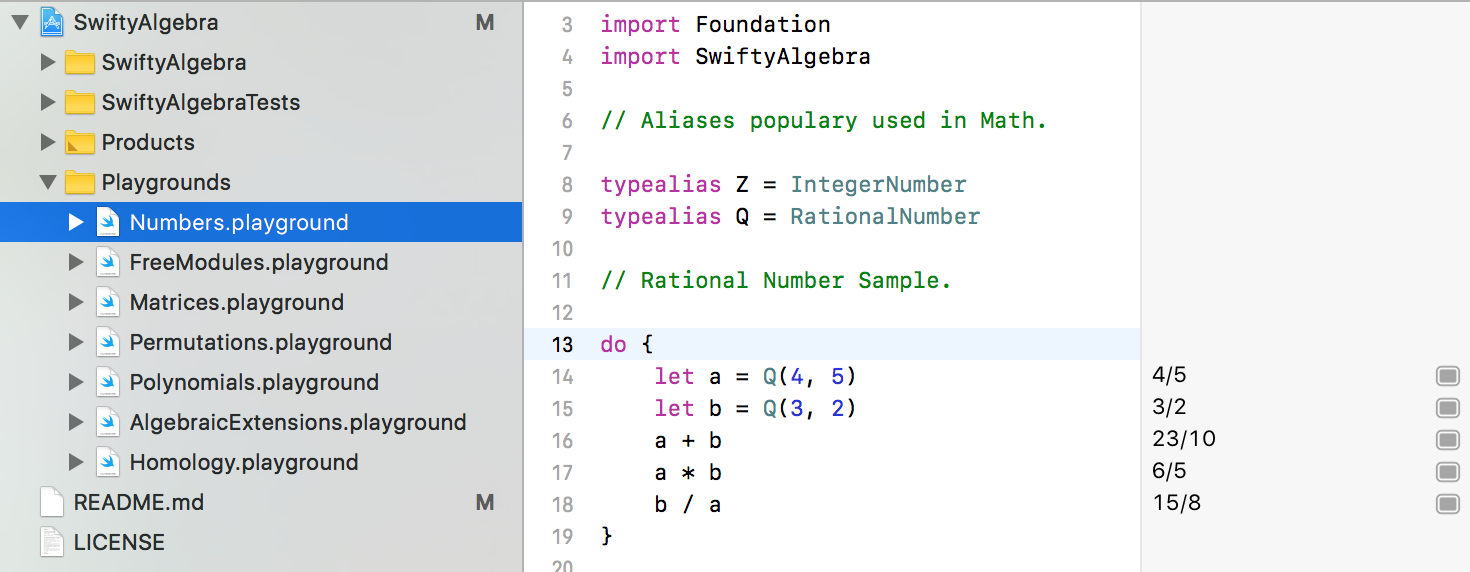 SwiftyAlgebra M
SwiftyAlgebra
SwiftyAlgebraTests
Products
Playgrounds
Numbers.playground
FreeModules.playground
Matrices.playground
Permutations.playground
Polynomials.playground
AlgebraicExtensions.playground
Homology.playground
README.md M
LICENSE
3 import Foundation
4 import SwiftyAlgebra
5
6 // Aliases populary used in Math.
7
8 typealias Z = IntegerNumber
9 typealias Q = RationalNumber
10
11 // Rational Number Sample.
12
13 do {
14     let a = Q(4, 5) 4/5
15     let b = Q(3, 2) 3/2
16     a + b 23/10
17     a * b 6/5
18     b / a 15/8
19 }
20